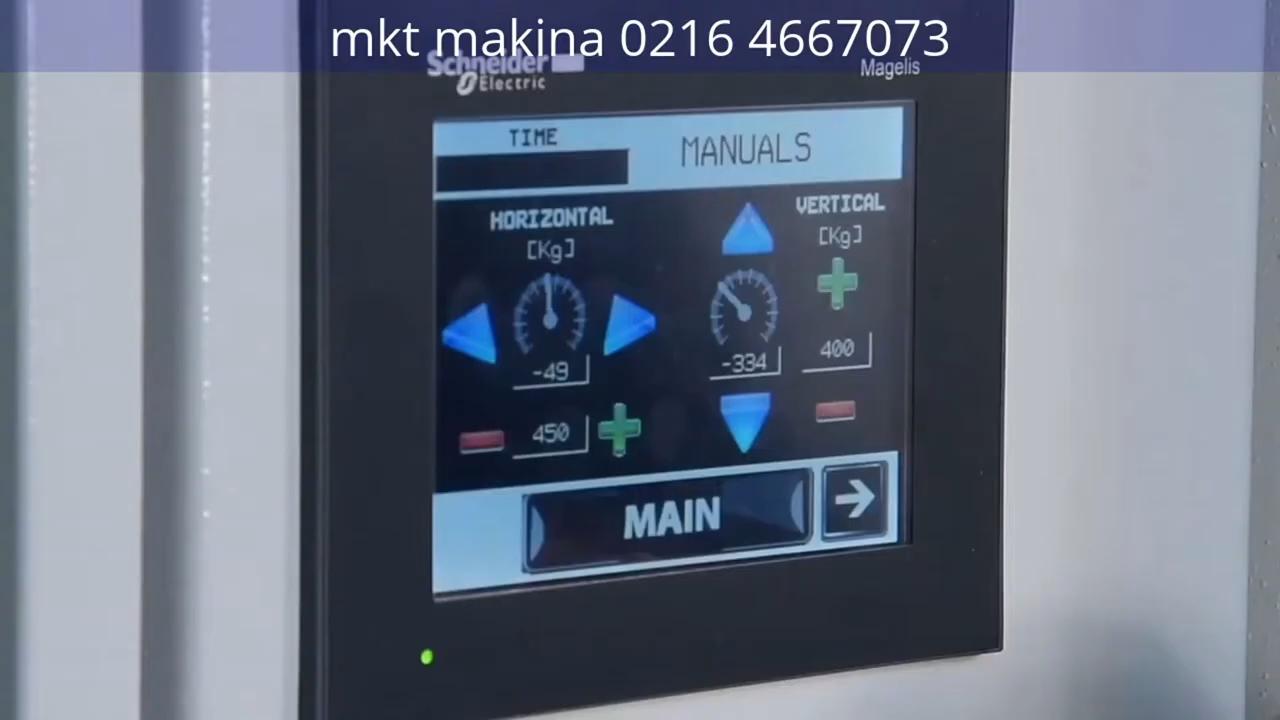 mkt makina 0216 4667073
Schneider
Electric
Magelis
TIME
MANUALS
HORIZONTAL
[Kg]
VERTICAL
[Kg]
-49
-334
400
450
MAIN